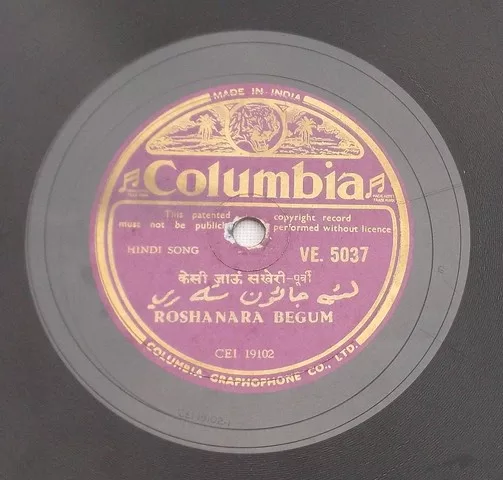 MADE IN INDIA
Columbia
This patented copyright record
must not be publicly performed without licence
HINDI SONG VE. 5037
केसी जाऊं सखेरी-पूर्वी
ROSHANARA BEGUM
CEI 19102
COLUMBIA GRAPHOPHONE CO., LTD.